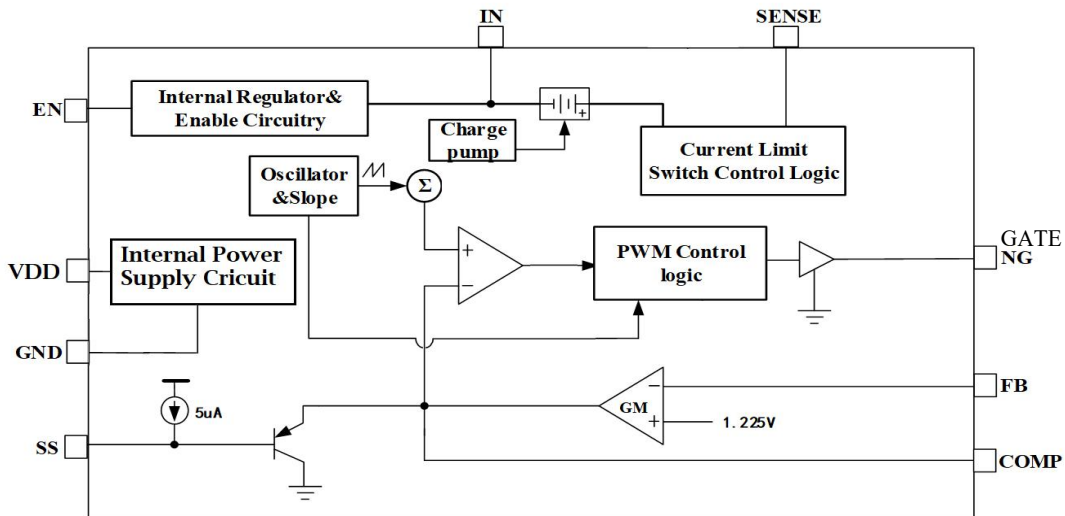 IN
SENSE
EN
Internal Regulator&
Enable Circuitry
+
Charge
pump
Current Limit
Switch Control Logic
Oscillator
&Slope
Σ
Internal Power
Supply Cricuit
VDD
+
−
PWM Control
logic
GATE
NG
GND
5uA
SS
GM
−
+
1.225V
FB
COMP